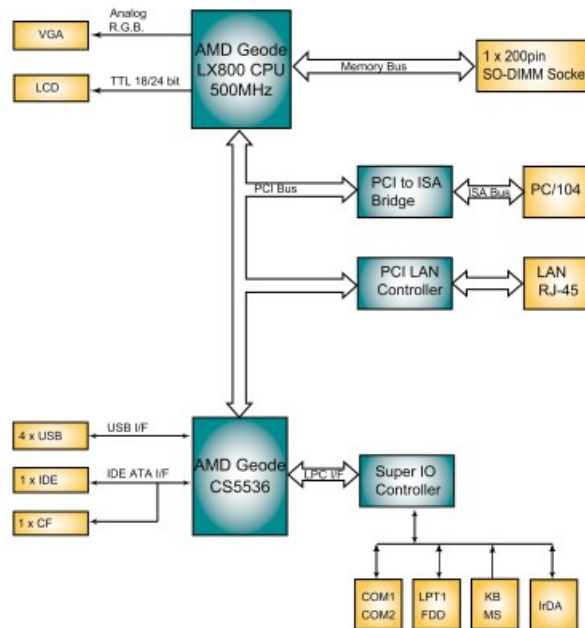 Analog
R.G.B.
VGA
TTL 18/24 bit
LCD
AMD Geode
LX800 CPU
500MHz
Memory Bus
1 x 200pin
SO-DIMM Socke
PCI Bus
PCI to ISA
Bridge
ISA Bus
PC/104
PCI LAN
Controller
LAN
RJ-45
USB I/F
4 x USB
IDE ATA I/F
1 x IDE
1 x CF
AMD Geode
CS5536
LPC I/F
Super IO
Controller
COM1
COM2
LPT1
FDD
KB
MS
IrDA